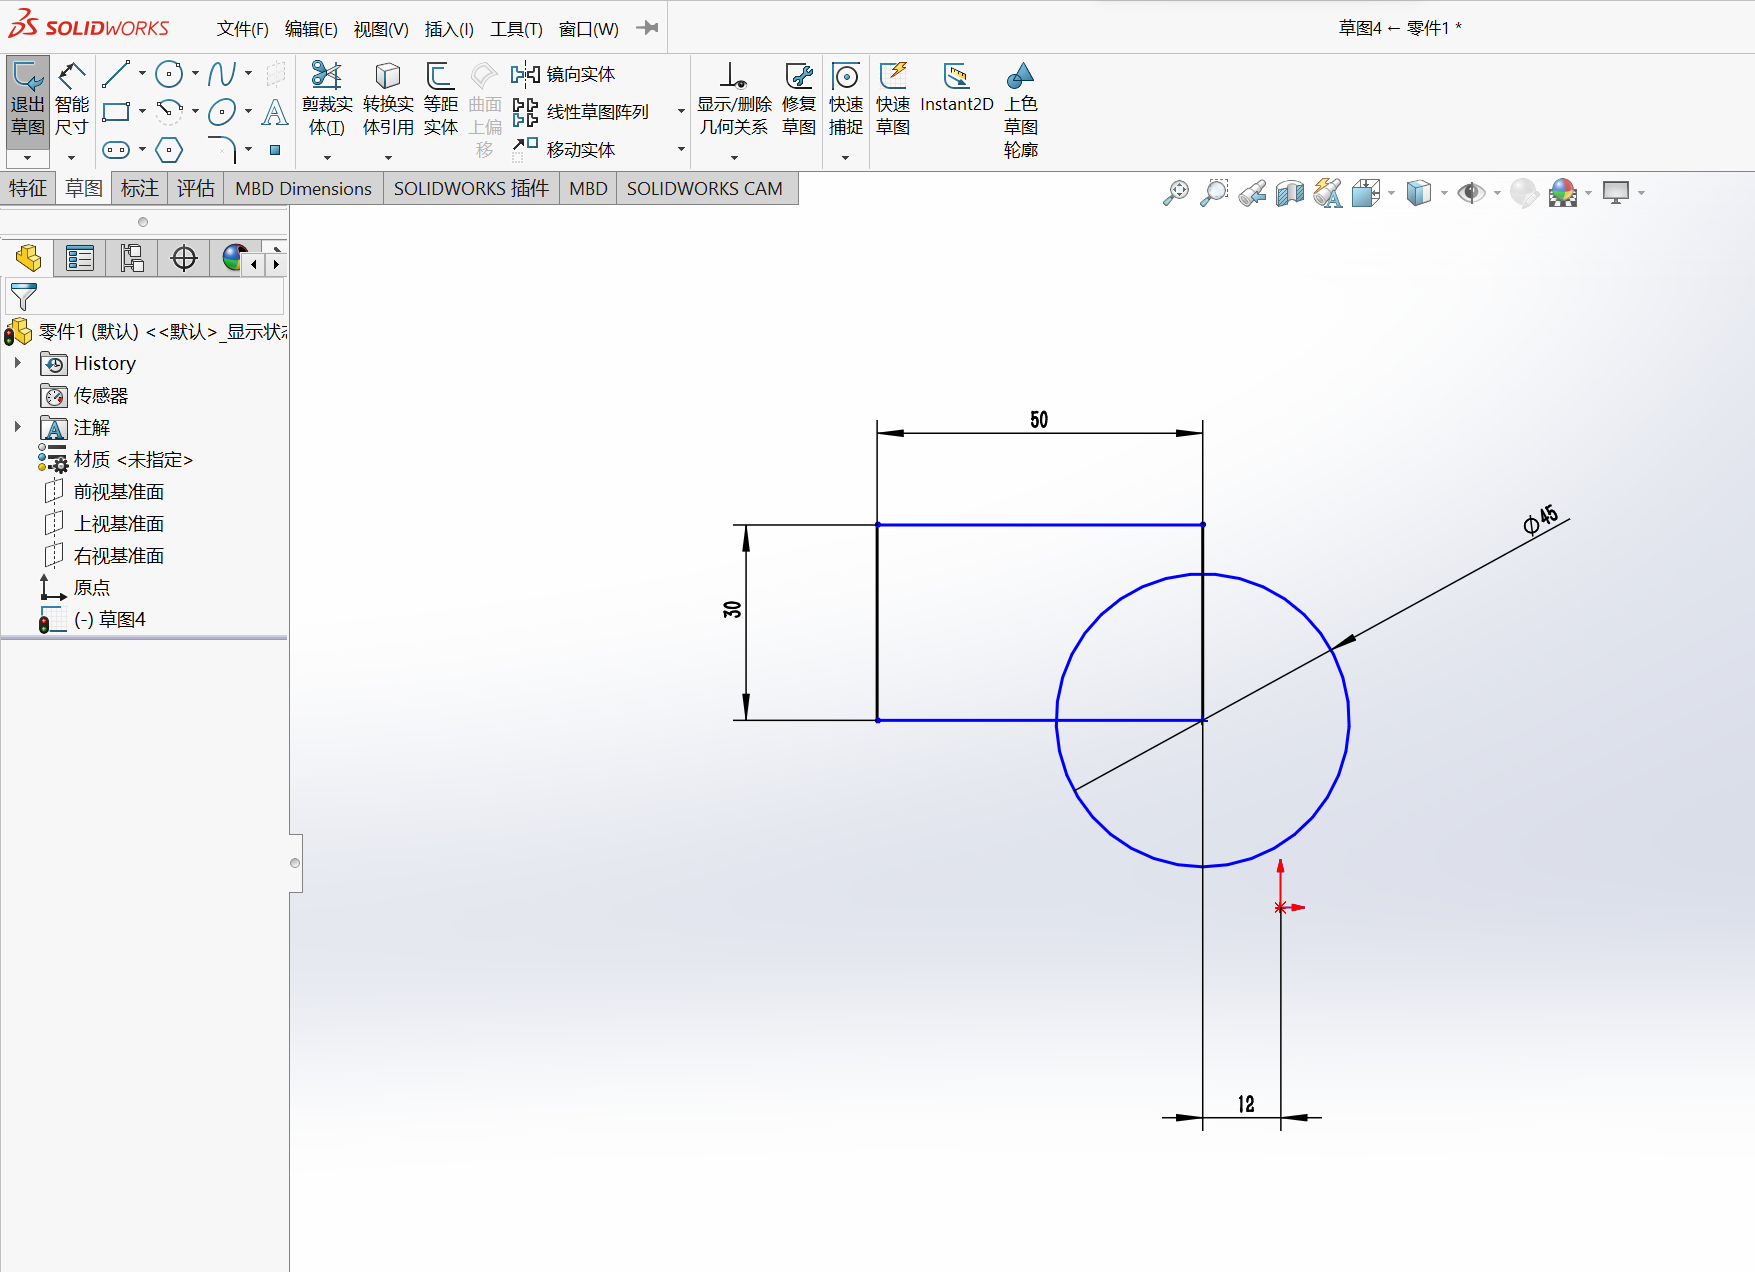 SOLIDWORKS 文件(F) 编辑(E) 视图(V) 插入(I) 工具(T) 窗口(W) 草图4 ← 零件1 *
退出草图
智能尺寸
剪裁实体(T)
转换实体引用
等距实体
曲面上偏移
镜向实体
线性草图阵列
移动实体
显示/删除几何关系
修复草图
快速捕捉
快速草图
Instant2D
上色草图轮廓
特征 草图 标注 评估 MBD Dimensions SOLIDWORKS 插件 MBD SOLIDWORKS CAM
零件1 (默认) <<默认>_显示状态
History
传感器
注解
材质 <未指定>
前视基准面
上视基准面
右视基准面
原点
(-) 草图4
50
⌀45
30
12